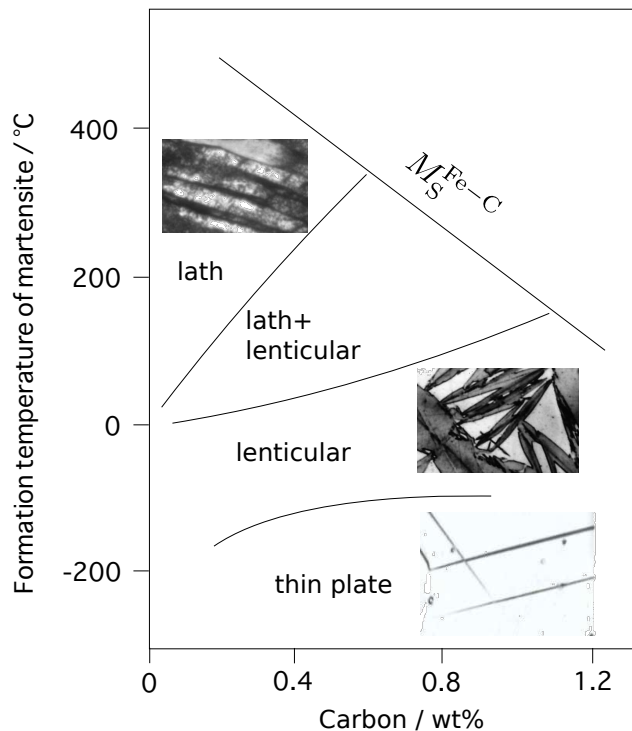 Formation temperature of martensite / °C
400
200
0
-200
M_S^{Fe−C}
lath
lath+
lenticular
lenticular
thin plate
0
0.4
0.8
1.2
Carbon / wt%